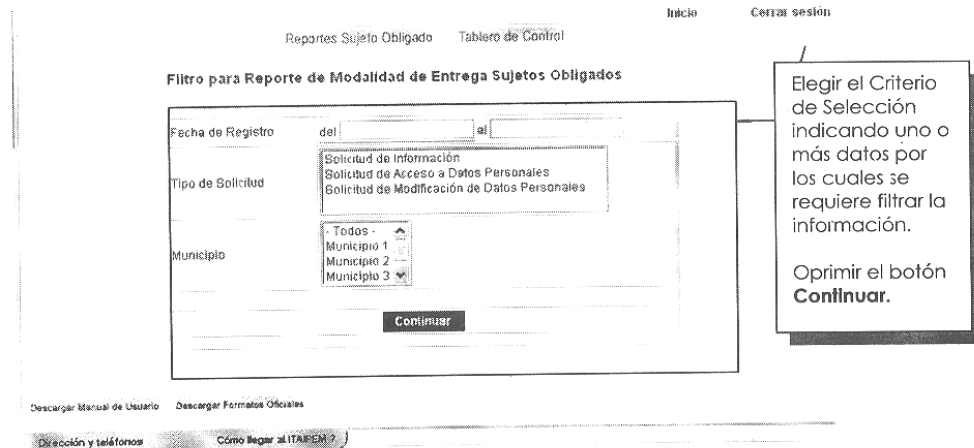 Inicio Cerrar sesión
Reportes Sujeto Obligado Tablero de Control
Filtro para Reporte de Modalidad de Entrega Sujetos Obligados
Fecha de Registro del al
Tipo de Solicitud
Solicitud de Información
Solicitud de Acceso a Datos Personales
Solicitud de Modificación de Datos Personales
Municipio
- Todos -
Municipio 1
Municipio 2
Municipio 3
Continuar
Elegir el Criterio
de Selección
indicando uno o
más datos por
los cuales se
requiere filtrar la
información.
Oprimir el botón
Continuar.
Descargar Manual de Usuario Descargar Formatos Oficiales
Dirección y teléfonos Cómo llegar al ITAIPEM ?